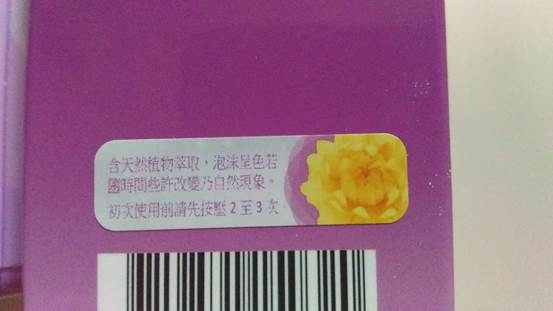 含天然植物萃取，泡沫呈色若
隨時間些許改變乃自然現象。
初次使用前請先按壓2至3次。